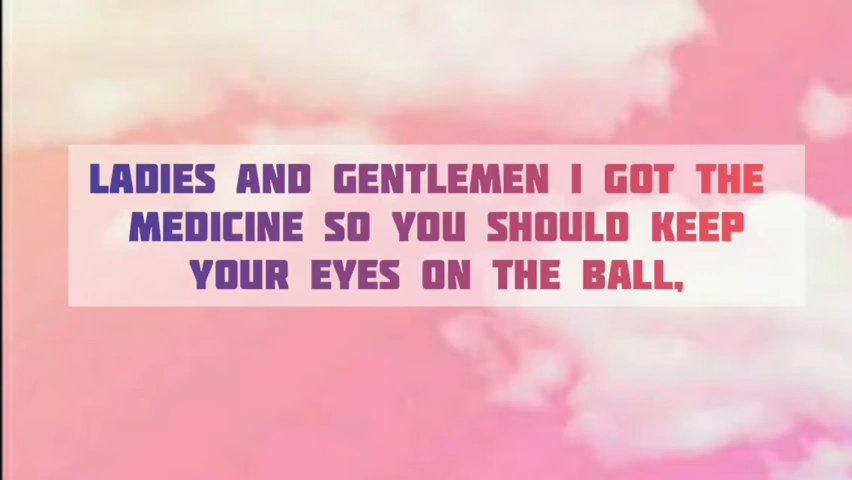 LADIES AND GENTLEMEN I GOT THE
MEDICINE SO YOU SHOULD KEEP
YOUR EYES ON THE BALL,